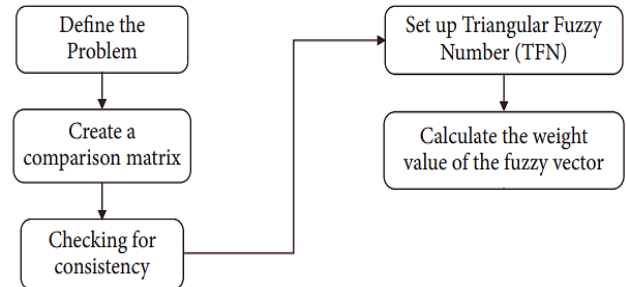 Define the
Problem
Create a
comparison matrix
Checking for
consistency
Set up Triangular Fuzzy
Number (TFN)
Calculate the weight
value of the fuzzy vector